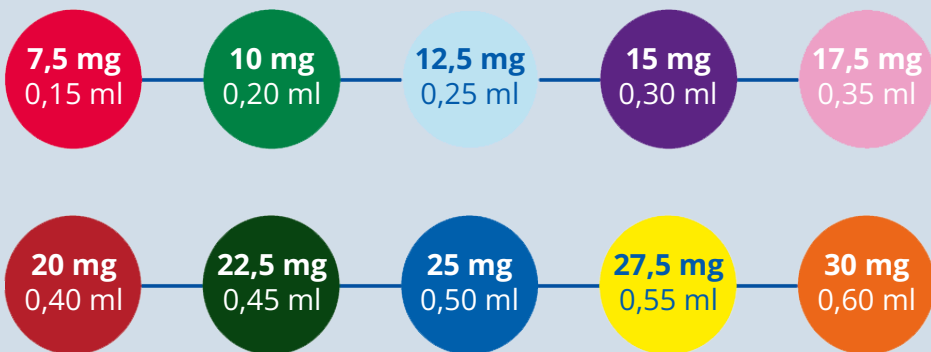 7,5 mg
0,15 ml
10 mg
0,20 ml
12,5 mg
0,25 ml
15 mg
0,30 ml
17,5 mg
0,35 ml
20 mg
0,40 ml
22,5 mg
0,45 ml
25 mg
0,50 ml
27,5 mg
0,55 ml
30 mg
0,60 ml